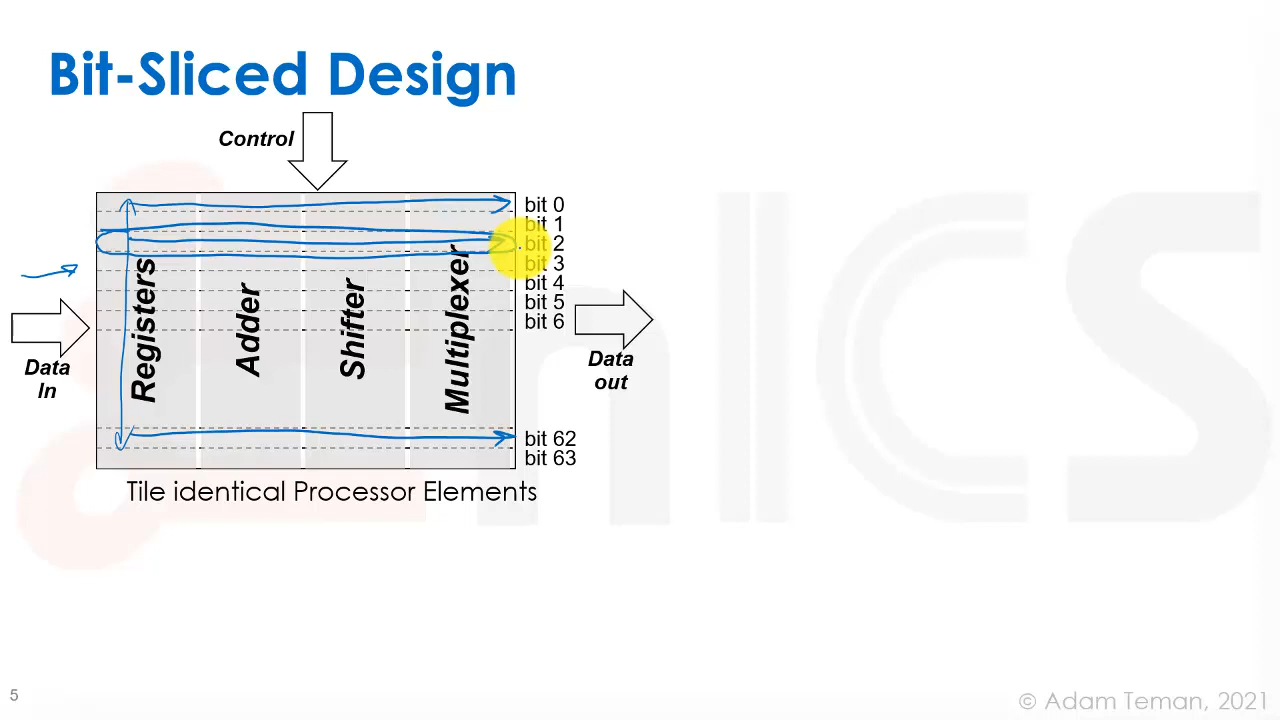 Bit-Sliced Design
Control
bit 0
bit 1
bit 2
bit 3
bit 4
bit 5
bit 6
Data
In
Registers
Adder
Shifter
Multiplexer
Data
out
bit 62
bit 63
Tile identical Processor Elements
nICS
5
© Adam Teman, 2021